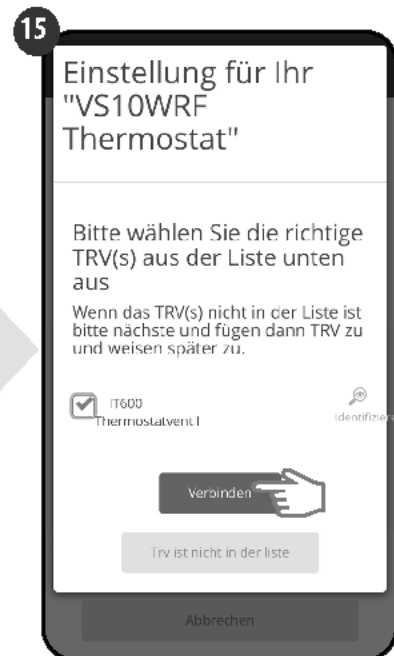 15
Einstellung für Ihr
"VS10WRF
Thermostat"
Bitte wählen Sie die richtige
TRV(s) aus der Liste unten
aus
Wenn das TRV(s) nicht in der Liste ist
bitte nächste und fügen dann TRV zu
und weisen später zu.
IT600
Thermostatvent l
Identifizie
Verbinden
Trv ist nicht in der liste
Abbrechen